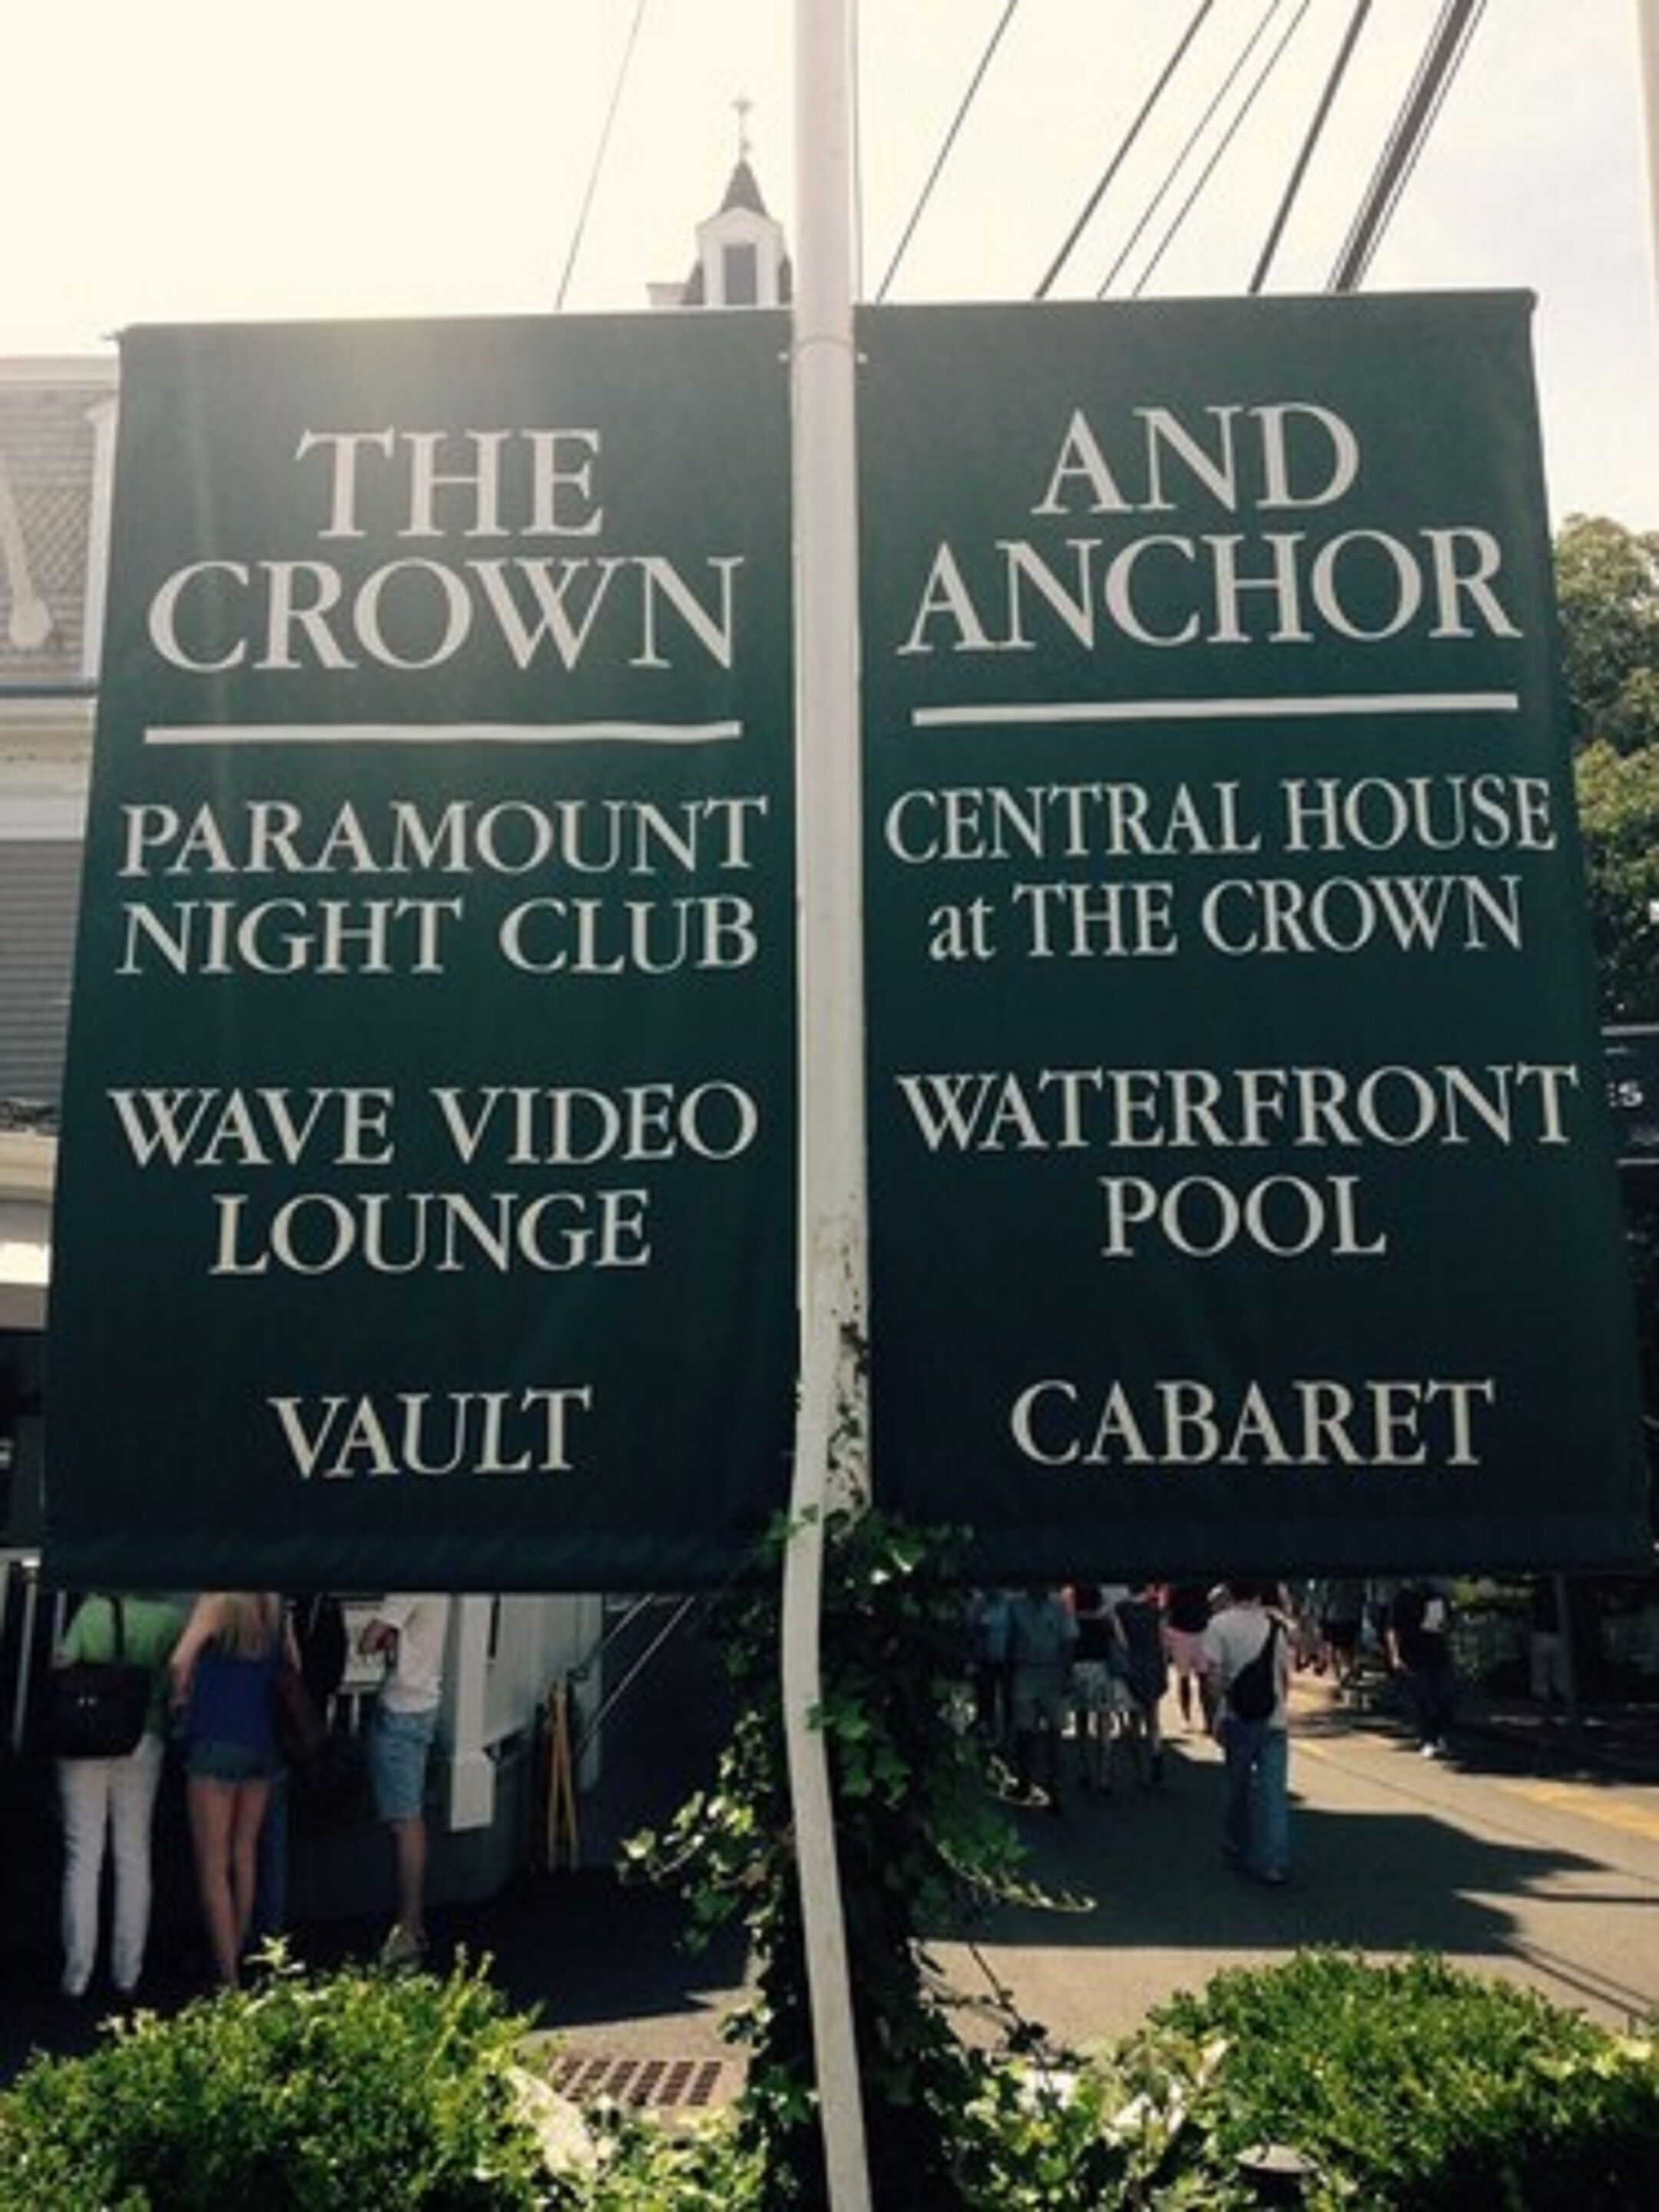 THE
CROWN
PARAMOUNT
NIGHT CLUB
WAVE VIDEO
LOUNGE
VAULT
AND
ANCHOR
CENTRAL HOUSE
at THE CROWN
WATERFRONT
POOL
CABARET